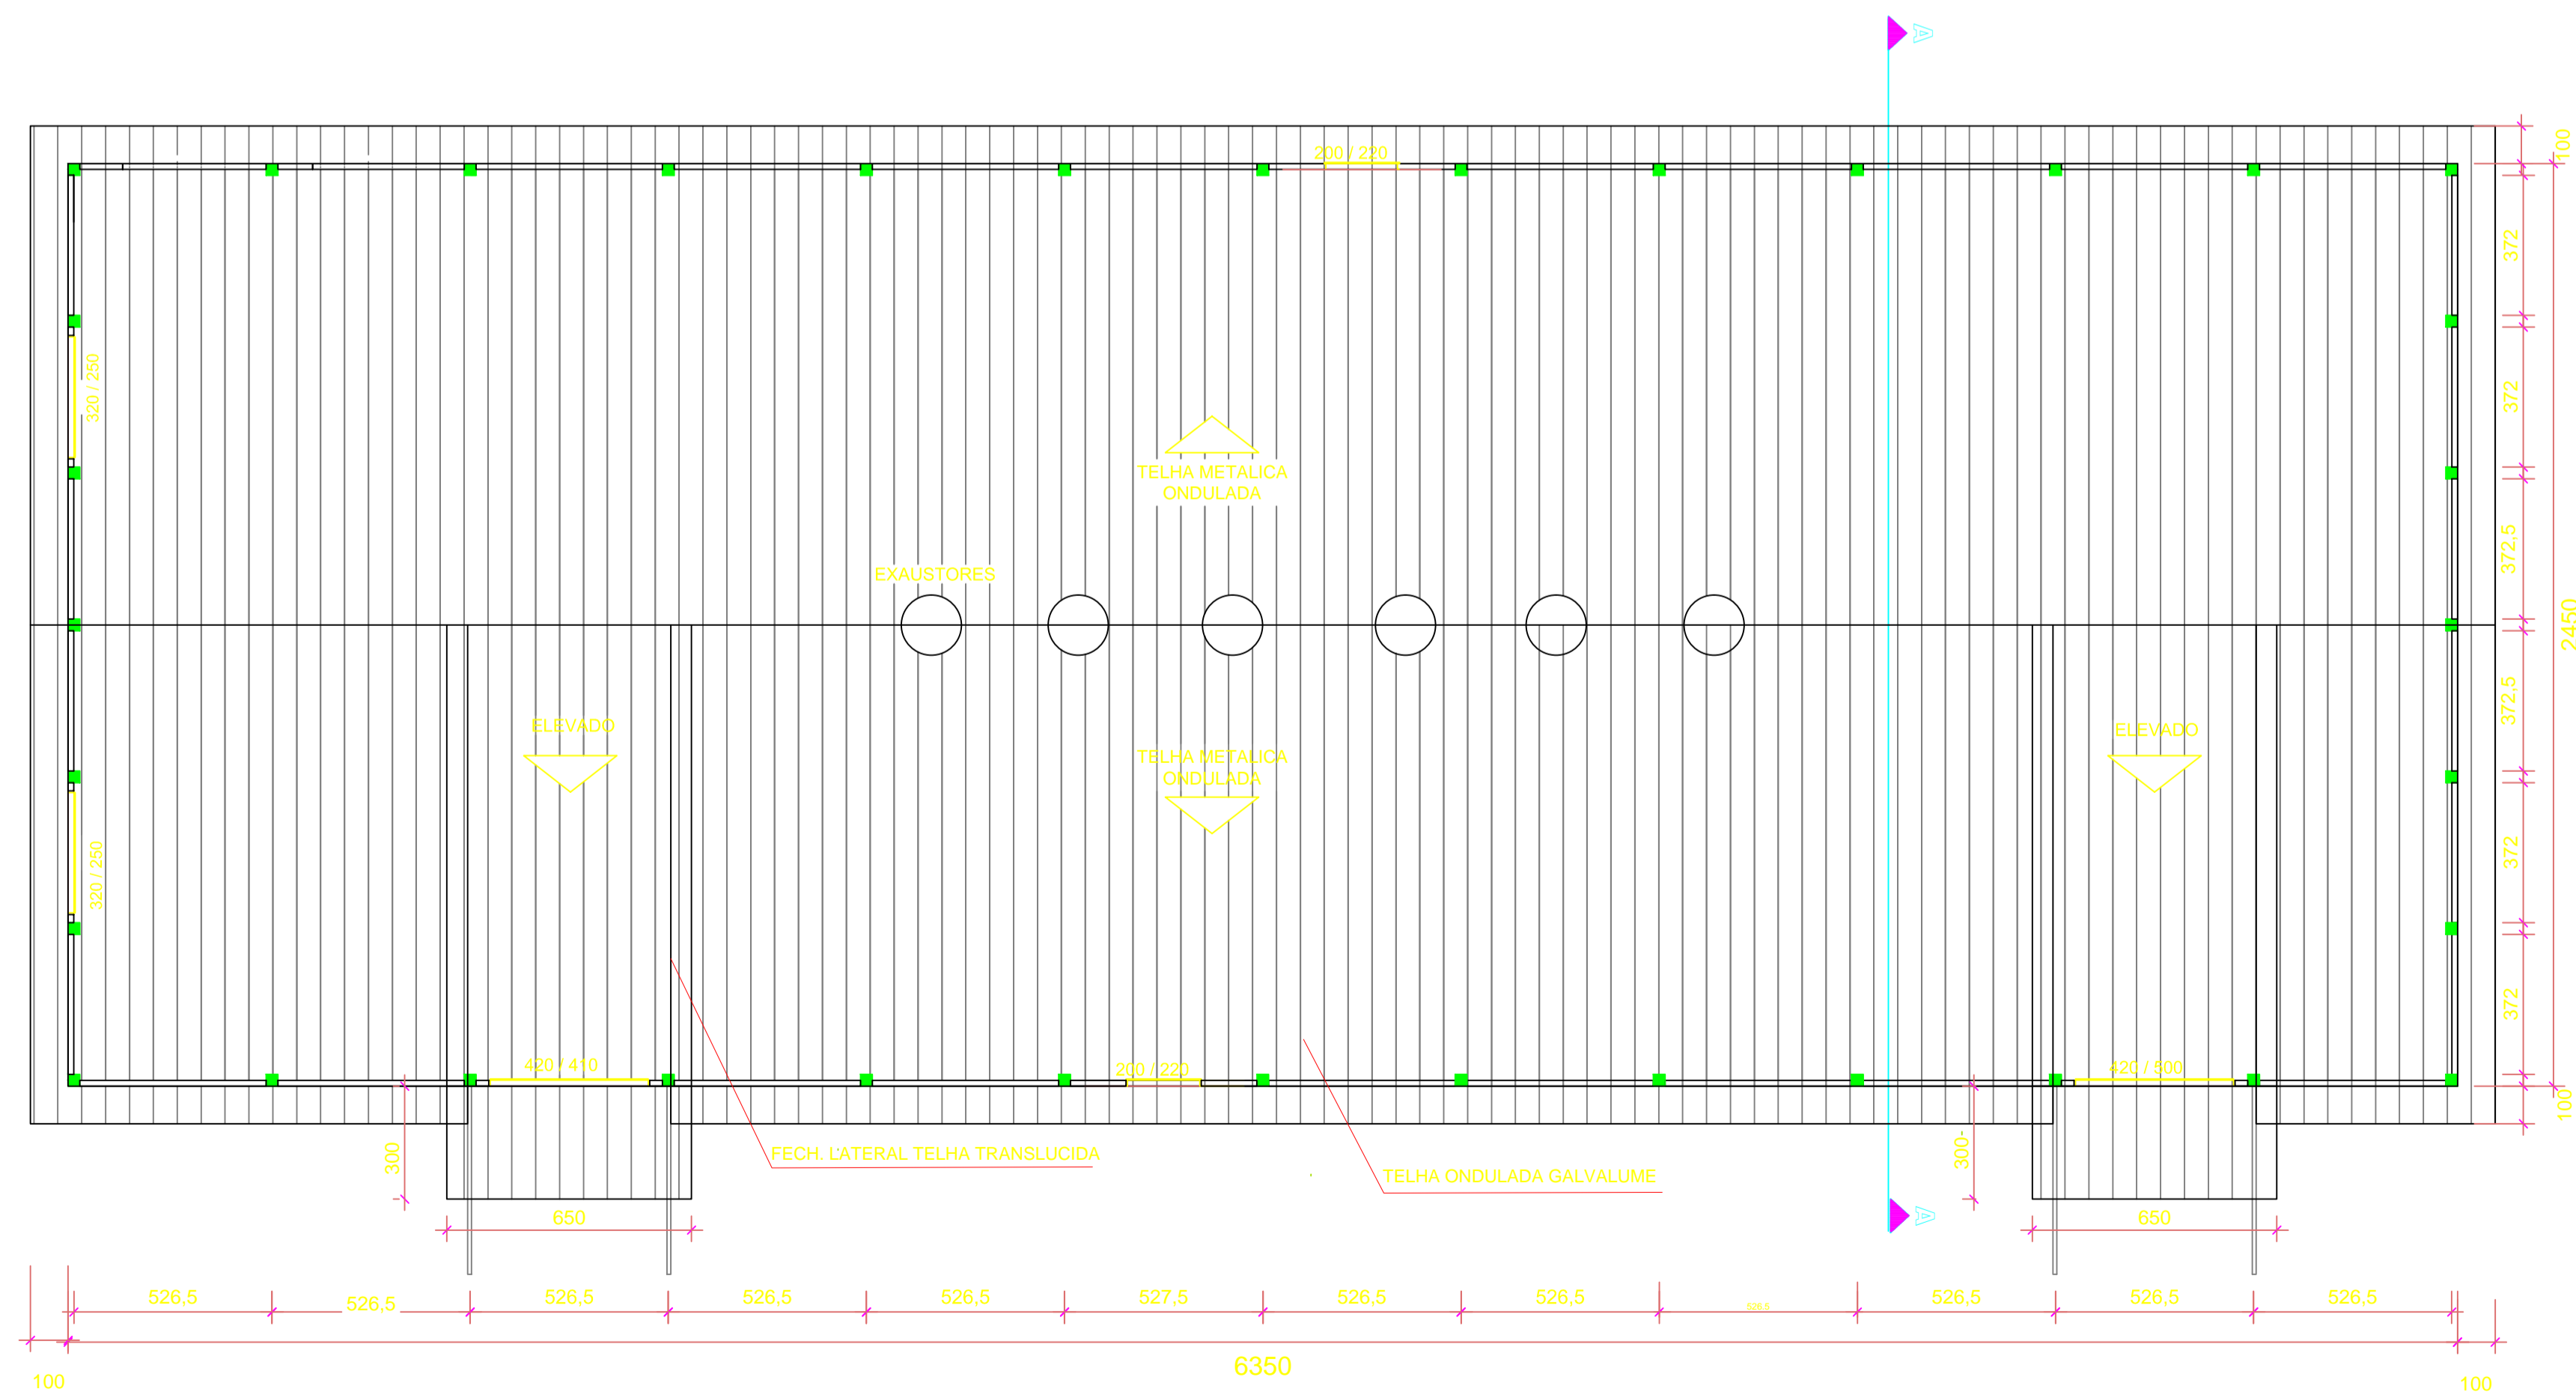 A
100
200 / 220
372
320 / 250
372
TELHA METALICA
ONDULADA
372,5
EXAUSTORES
2450
372,5
ELEVADO
ELEVADO
TELHA METALICA
ONDULADA
320 / 250
372
372
420 / 410
200 / 220
420 / 500
100
300
FECH. L'ATERAL TELHA TRANSLUCIDA
300-
TELHA ONDULADA GALVALUME
650
650
A
526,5
526,5
526,5
526,5
526,5
527,5
526,5
526,5
526,5
526,5
526,5
526,5
6350
100
100